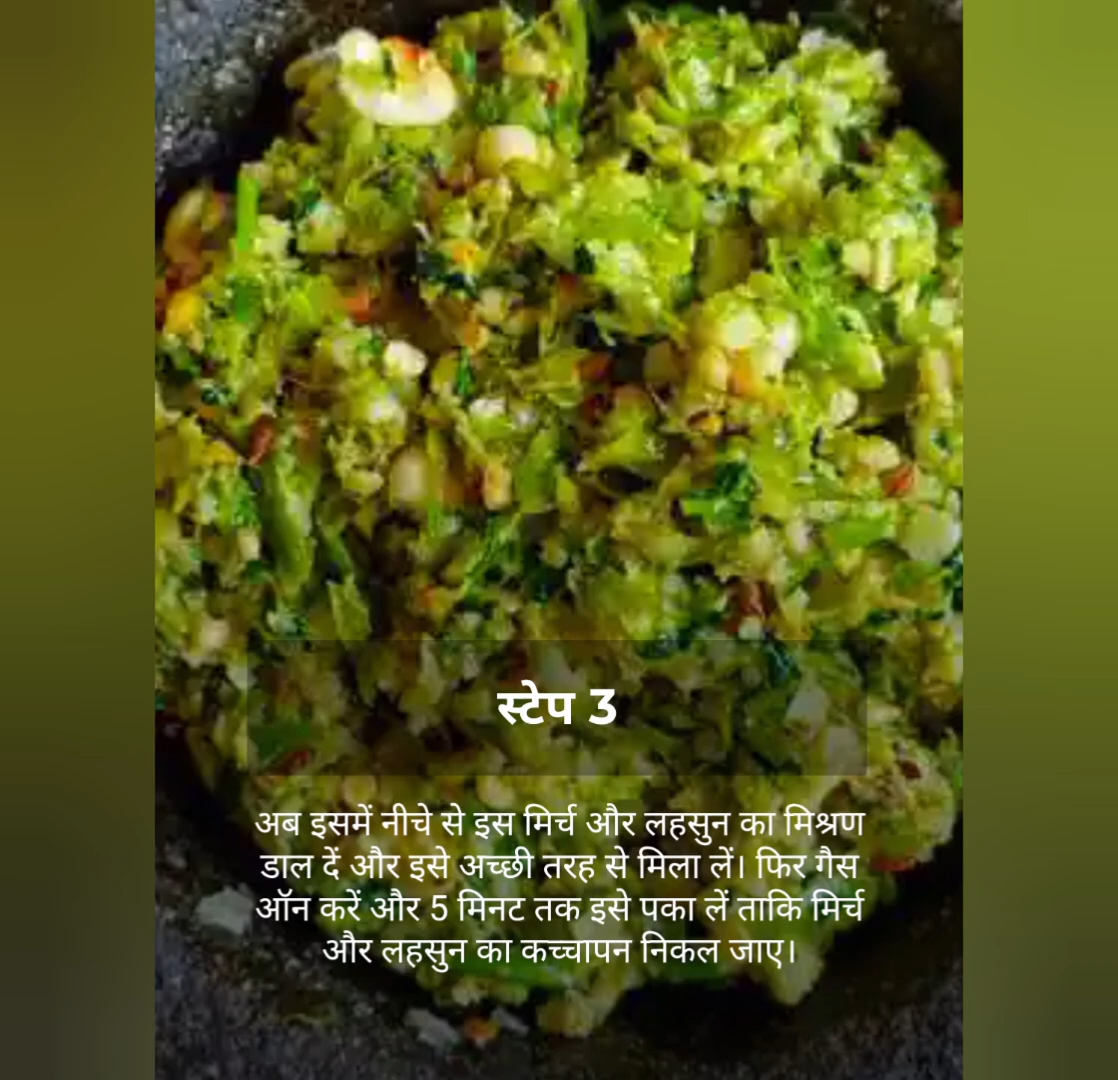 स्टेप 3
अब इसमें नीचे से इस मिर्च और लहसुन का मिश्रण
डाल दें और इसे अच्छी तरह से मिला लें। फिर गैस
ऑन करें और 5 मिनट तक इसे पका लें ताकि मिर्च
और लहसुन का कच्चापन निकल जाए।